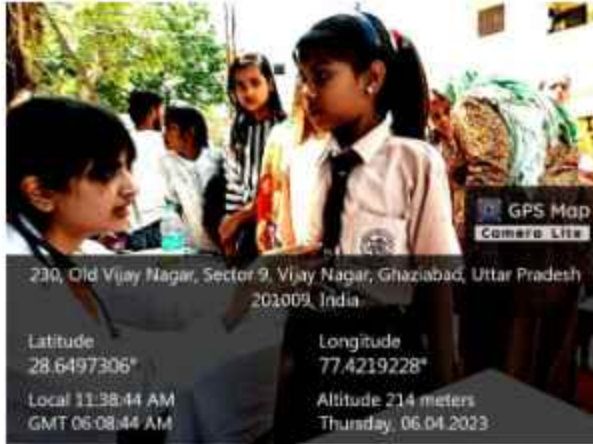 GPS Map
Camera Lite
230, Old Vijay Nagar, Sector 9, Vijay Nagar, Ghaziabad, Uttar Pradesh
201009, India
Latitude
28.6497306°
Longitude
77.4219228°
Local 11:38:44 AM
GMT 06:08:44 AM
Altitude 214 meters
Thursday, 06.04.2023